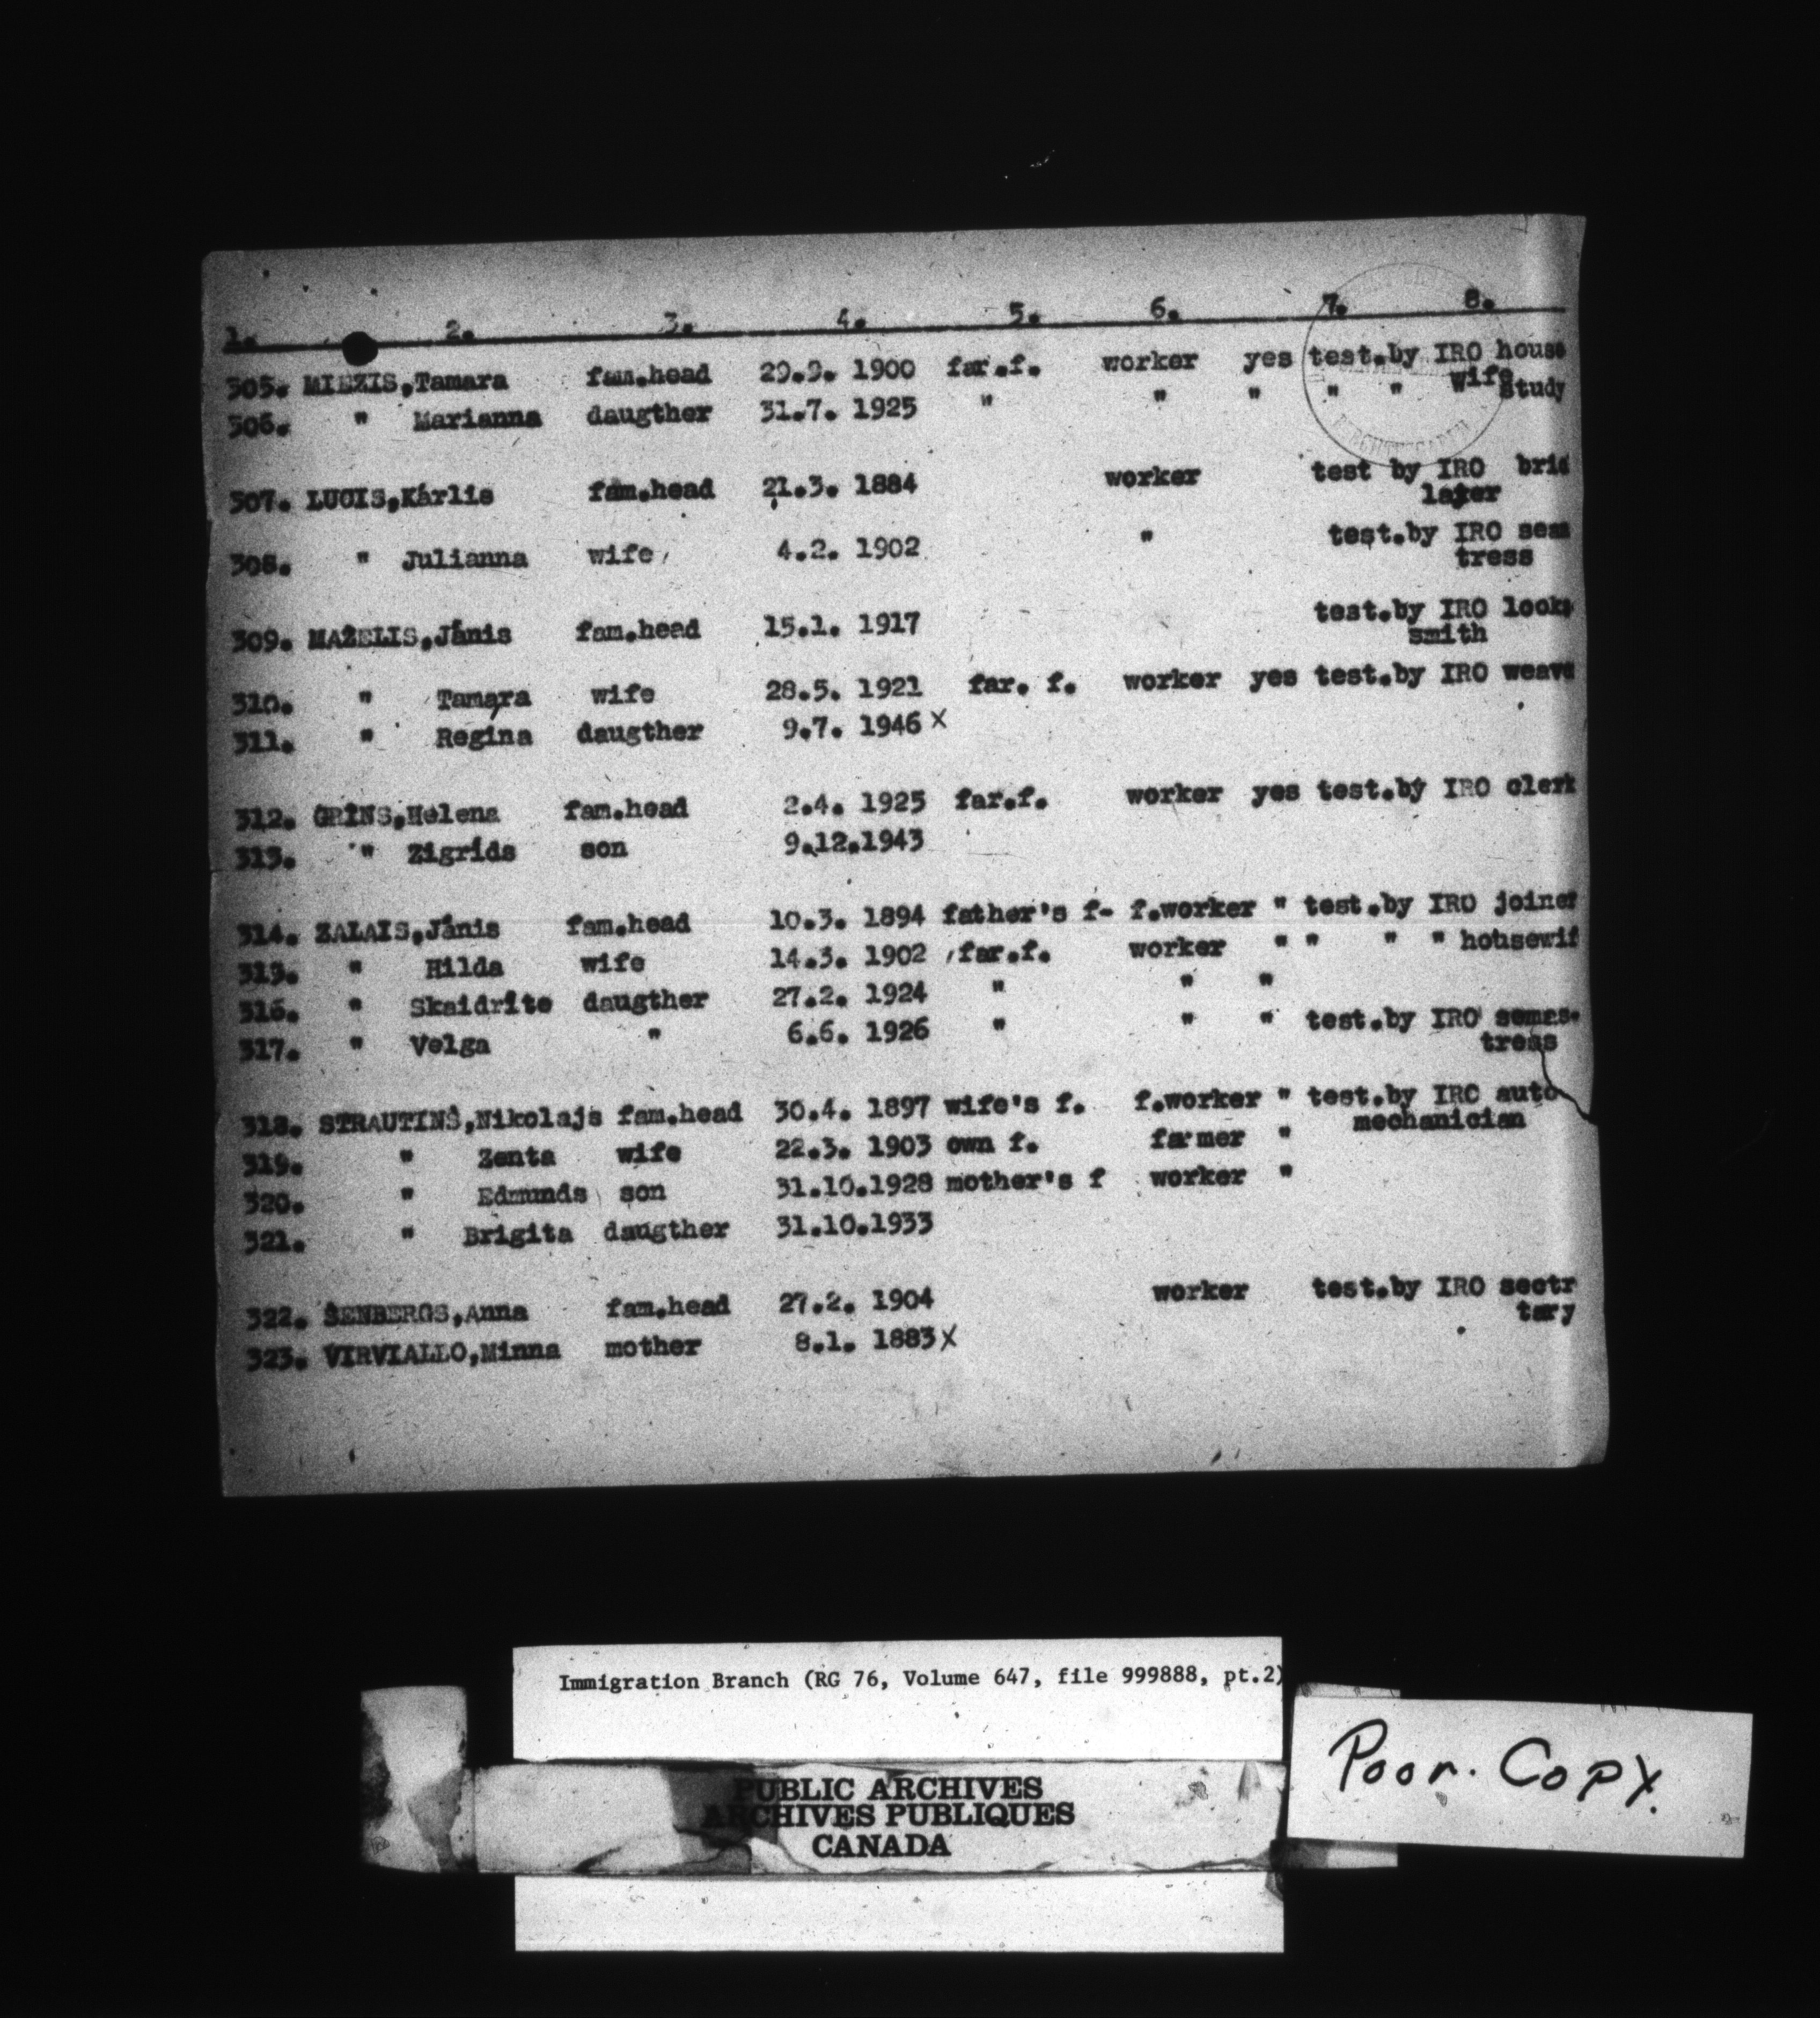 1. 2. 3. 4. 5. 6. 7. 8.
305. MIEZIS,Tamara fam.head 29.9. 1900 far.f. worker yes test.by IRO house
wife
306. " Marianna daugther 31.7. 1925 " " " " " study
307. LUCIS,Kárlis fam.head 21.3. 1884 worker test by IRO bric
later
308. " Julianna wife 4.2. 1902 " test.by IRO sem
tress
309. MAŽELIS,Jánis fam.head 15.1. 1917 test.by IRO lock
smith
310. " Tamara wife 28.5. 1921 far. f. worker yes test.by IRO weave
311. " Regina daugther 9.7. 1946 X
312. GRÎNS,Helena fam.head 2.4. 1925 far.f. worker yes test.by IRO clerk
313. " Zigrids son 9.12.1943
314. ZALAIS,Jânis fam.head 10.3. 1894 father's f- f.worker " test.by IRO joiner
315. " Hilda wife 14.3. 1902 far.f. worker " " " " housewif
316. " Skaidrîte daugther 27.2. 1924 " " "
317. " Velga " 6.6. 1926 " " " test.by IRO semes-
tress
318. STRAUTINŠ,Nikolajs fam.head 30.4. 1897 wife's f. f.worker " test.by IRO auto
mechanician
319. " Zenta wife 22.3. 1903 own f. farmer "
320. " Edmunds son 31.10.1928 mother's f worker "
321. " Brigita daugther 31.10.1933
322. ŠENBERGS,Anna fam.head 27.2. 1904 worker test.by IRO sectr
tary
323. VIRVIALLO,Minna mother 8.1. 1883 X
Immigration Branch (RG 76, Volume 647, file 999888, pt.2)
PUBLIC ARCHIVES
ARCHIVES PUBLIQUES
CANADA
Poor. Copy.